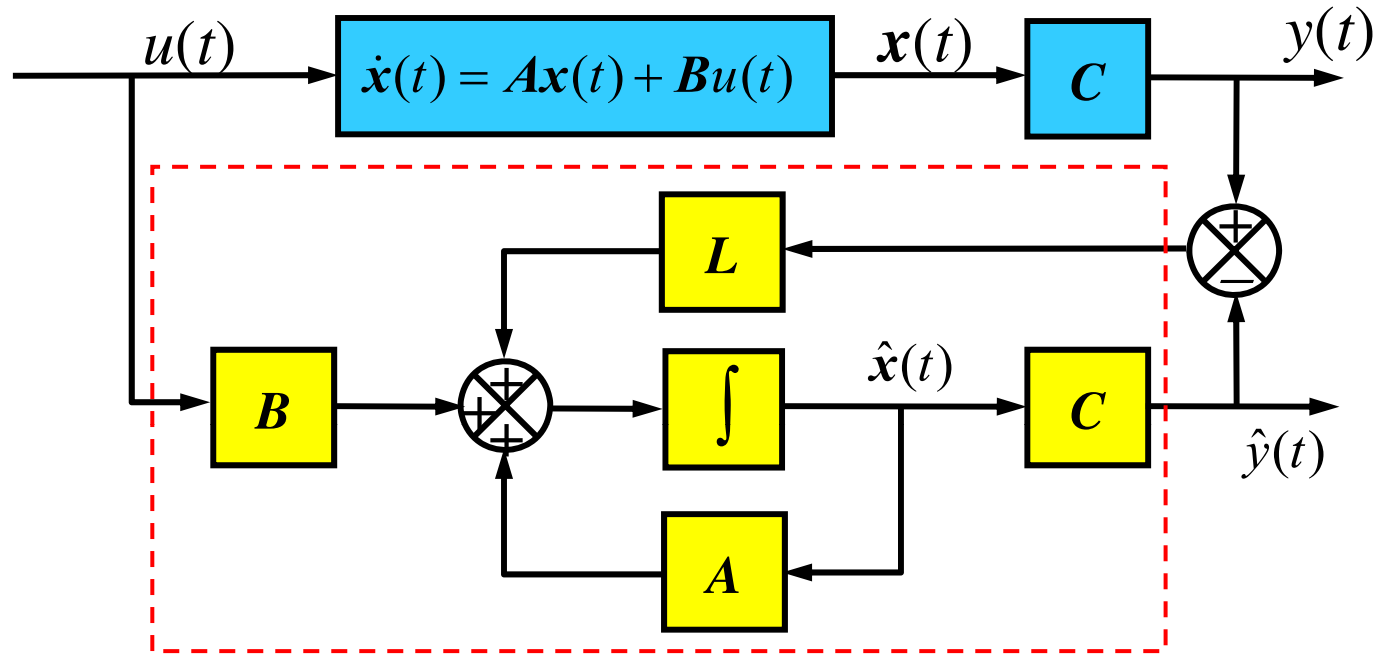 u(t)
ẋ(t) = Ax(t) + Bu(t)
x(t)
C
y(t)
L
+
−
B
+
+
+
∫
x̂(t)
C
ŷ(t)
A